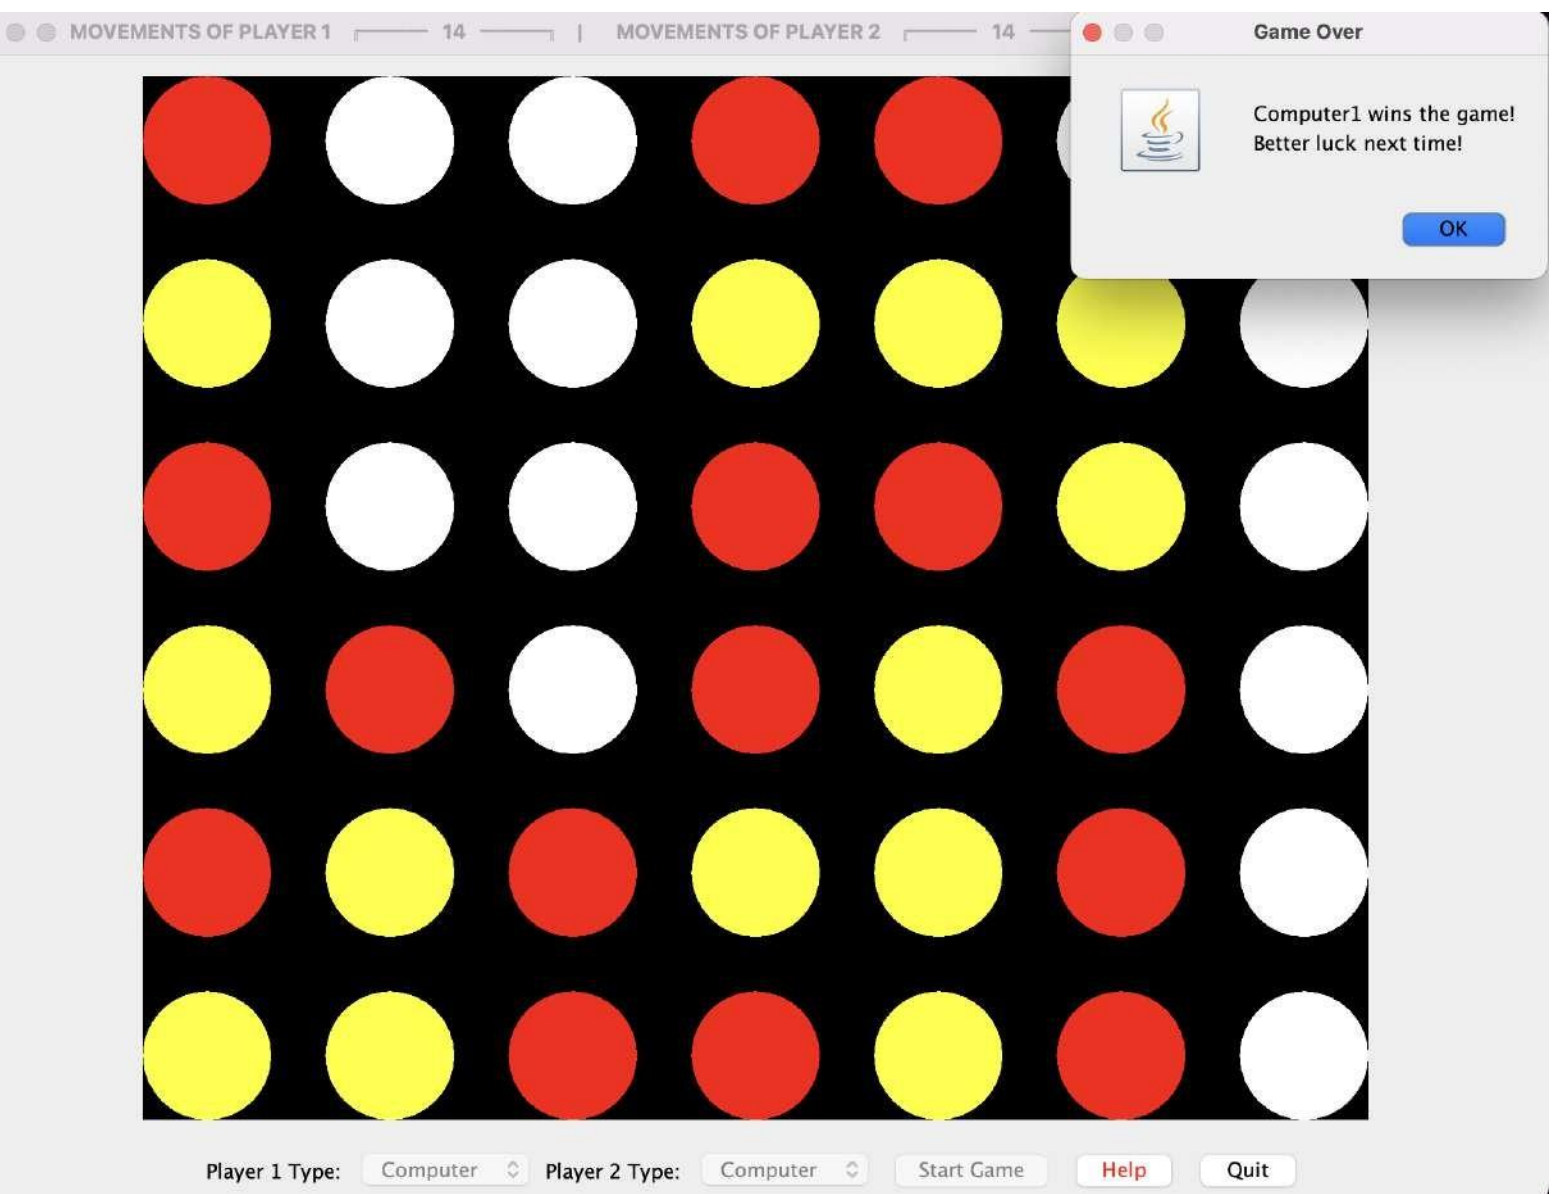 MOVEMENTS OF PLAYER 1 14 | MOVEMENTS OF PLAYER 2 14
Game Over
Computer1 wins the game!
Better luck next time!
OK
Player 1 Type: Computer Player 2 Type: Computer Start Game Help Quit